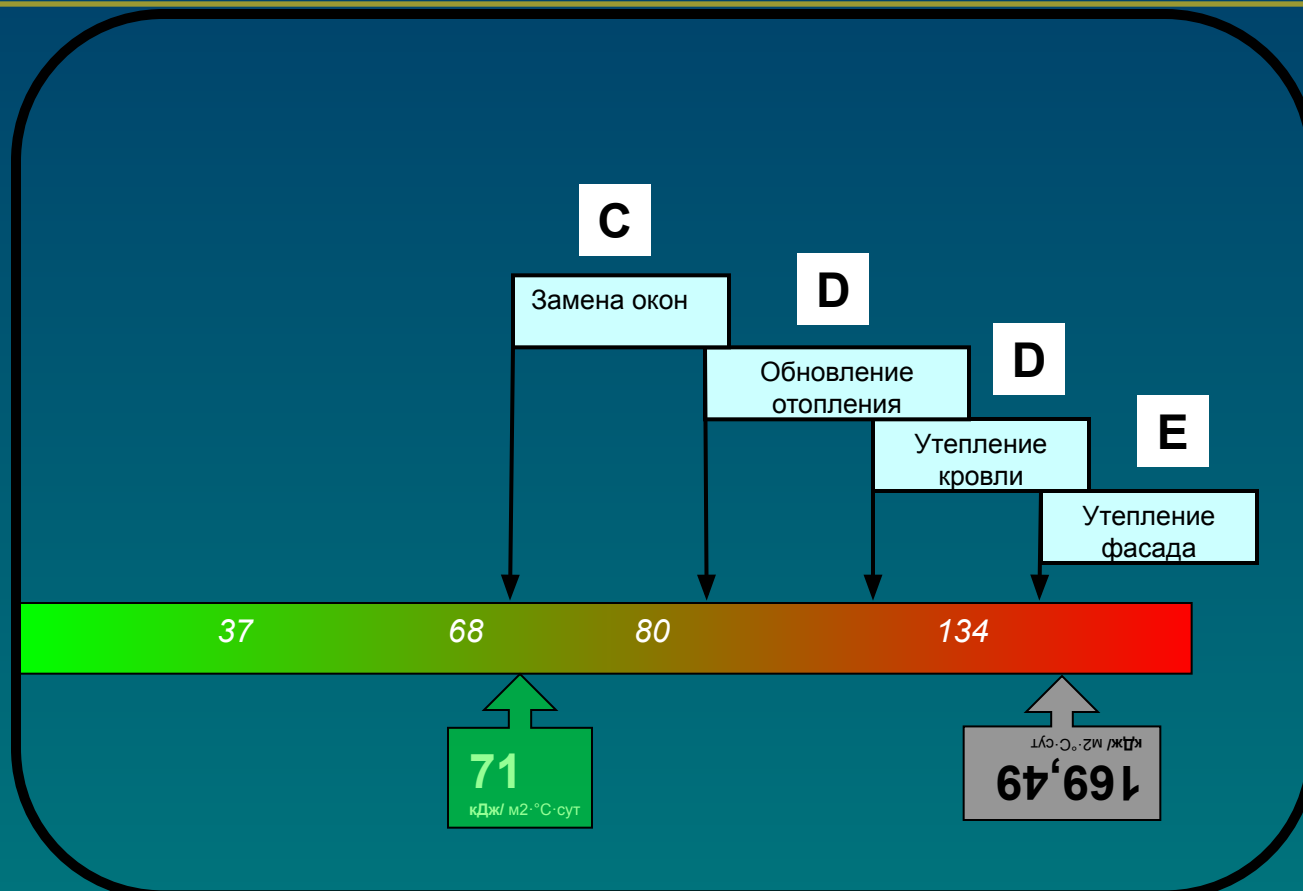 C
Замена окон
D
Обновление
отопления
D
Утепление
кровли
E
Утепление
фасада
37 68 80 134
71
кДж/ м2·°С·сут
169,49
кДж/ м2·°С·сут